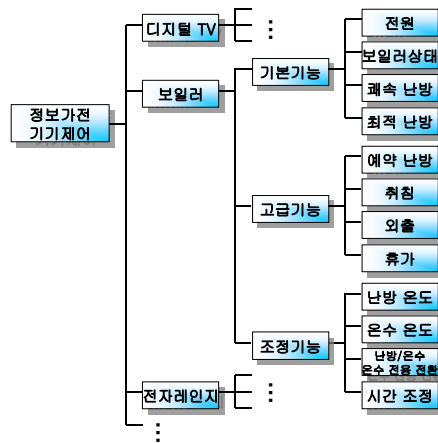 디지털 TV
전원
보일러상태
기본기능
보일러
쾌속 난방
정보가전
기기제어
최적 난방
예약 난방
취침
고급기능
외출
휴가
난방 온도
온수 온도
조정기능
난방/온수
온수 전용 전환
전자레인지
시간 조정